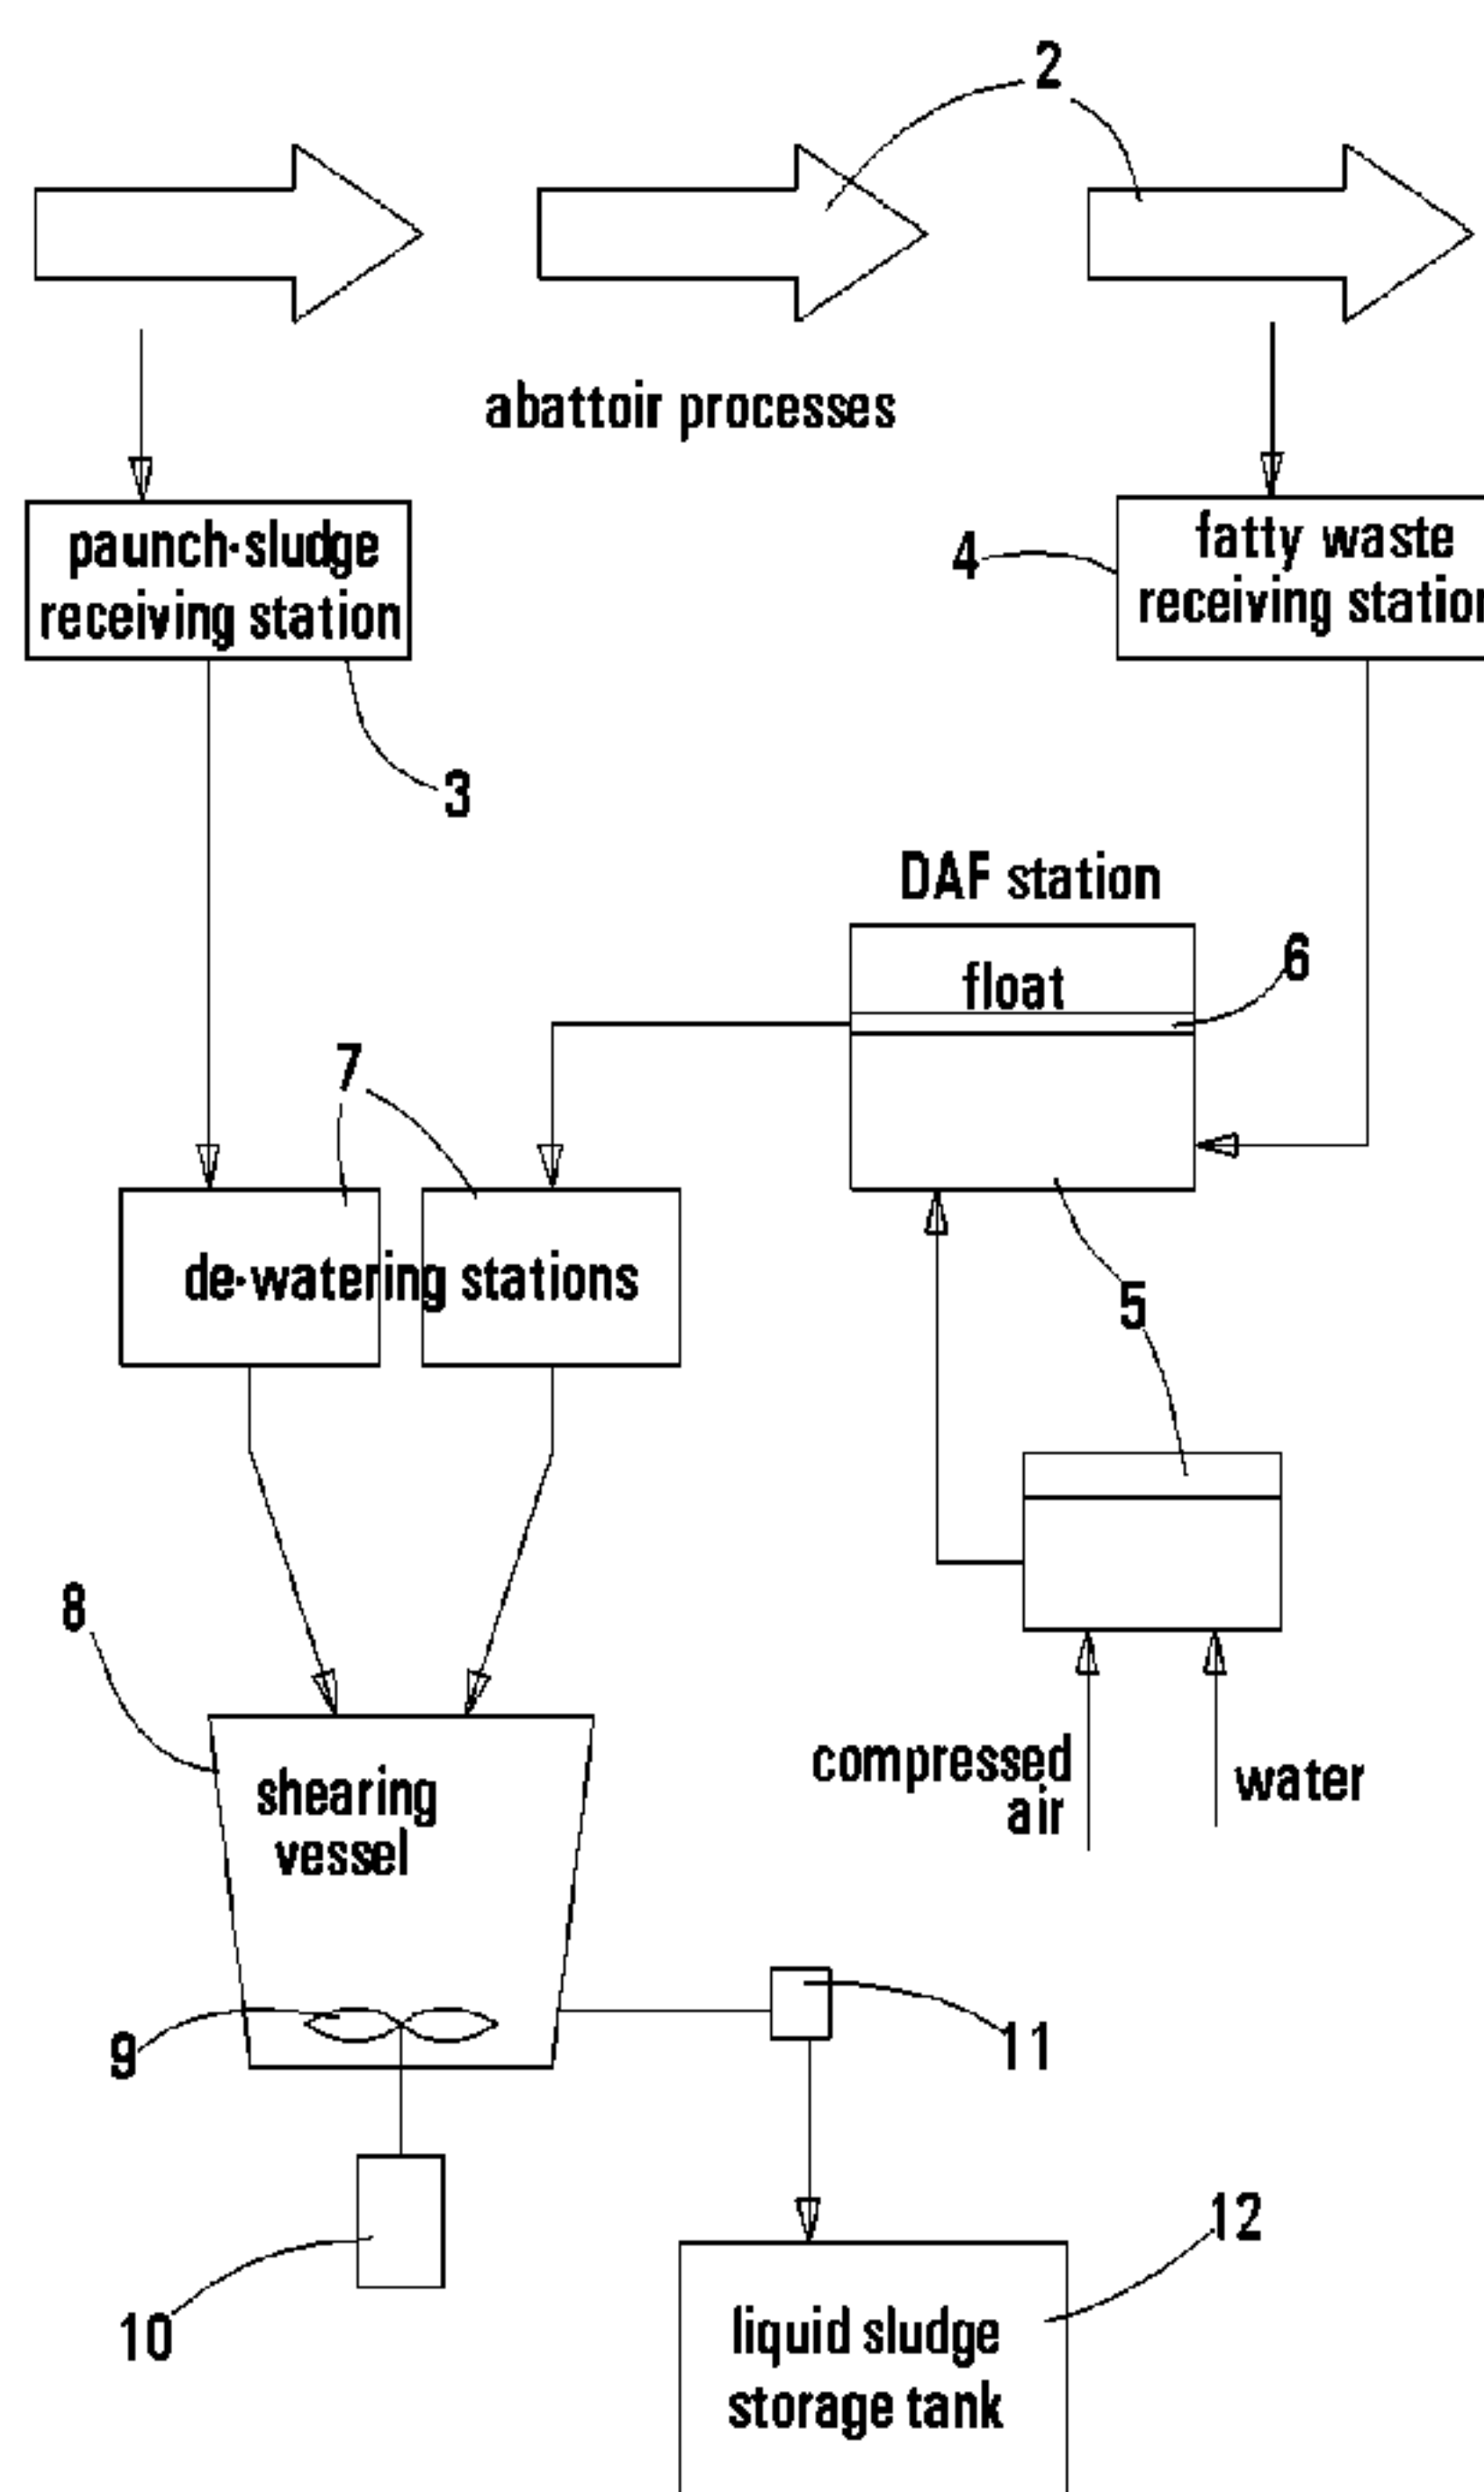 2
abattoir processes
paunch-sludge
receiving station
4
fatty waste
receiving station
3
DAF station
float
6
7
de-watering stations
5
8
shearing
vessel
compressed
air
water
9
11
10
12
liquid sludge
storage tank